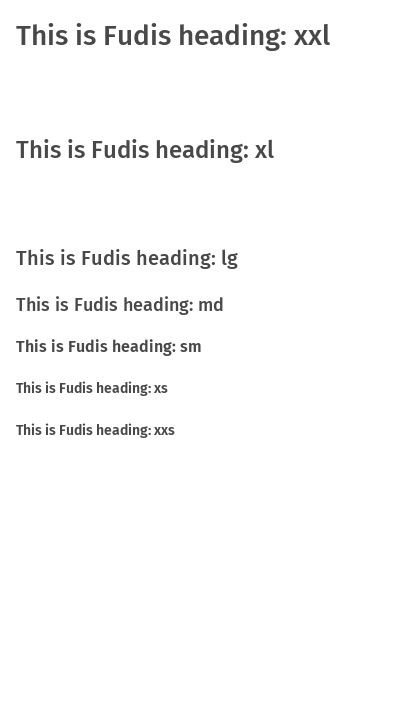 This is Fudis heading: xxl
This is Fudis heading: xl
This is Fudis heading: lg
This is Fudis heading: md
This is Fudis heading: sm
This is Fudis heading: xs
This is Fudis heading: xxs